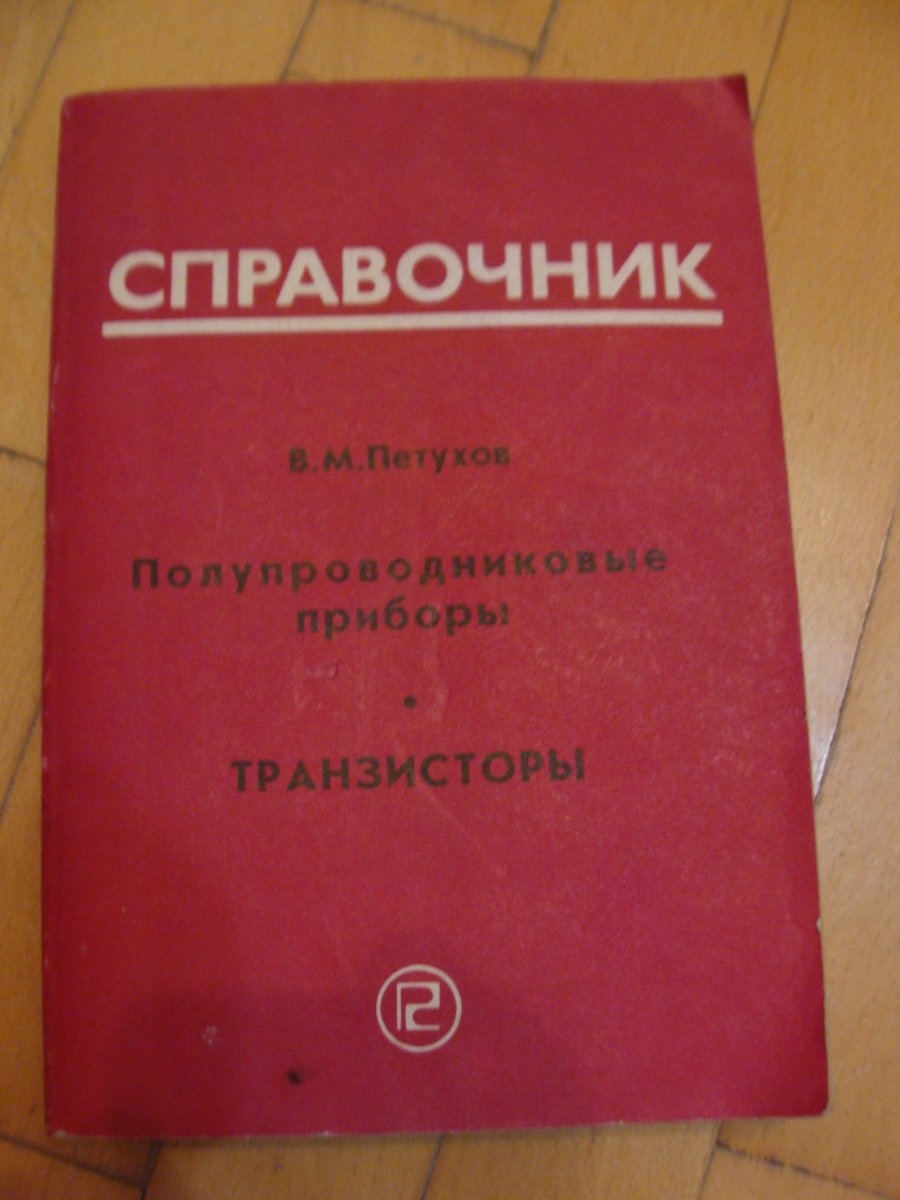 СПРАВОЧНИК
В.М.Петухов
Полупроводниковые
приборы
•
ТРАНЗИСТОРЫ